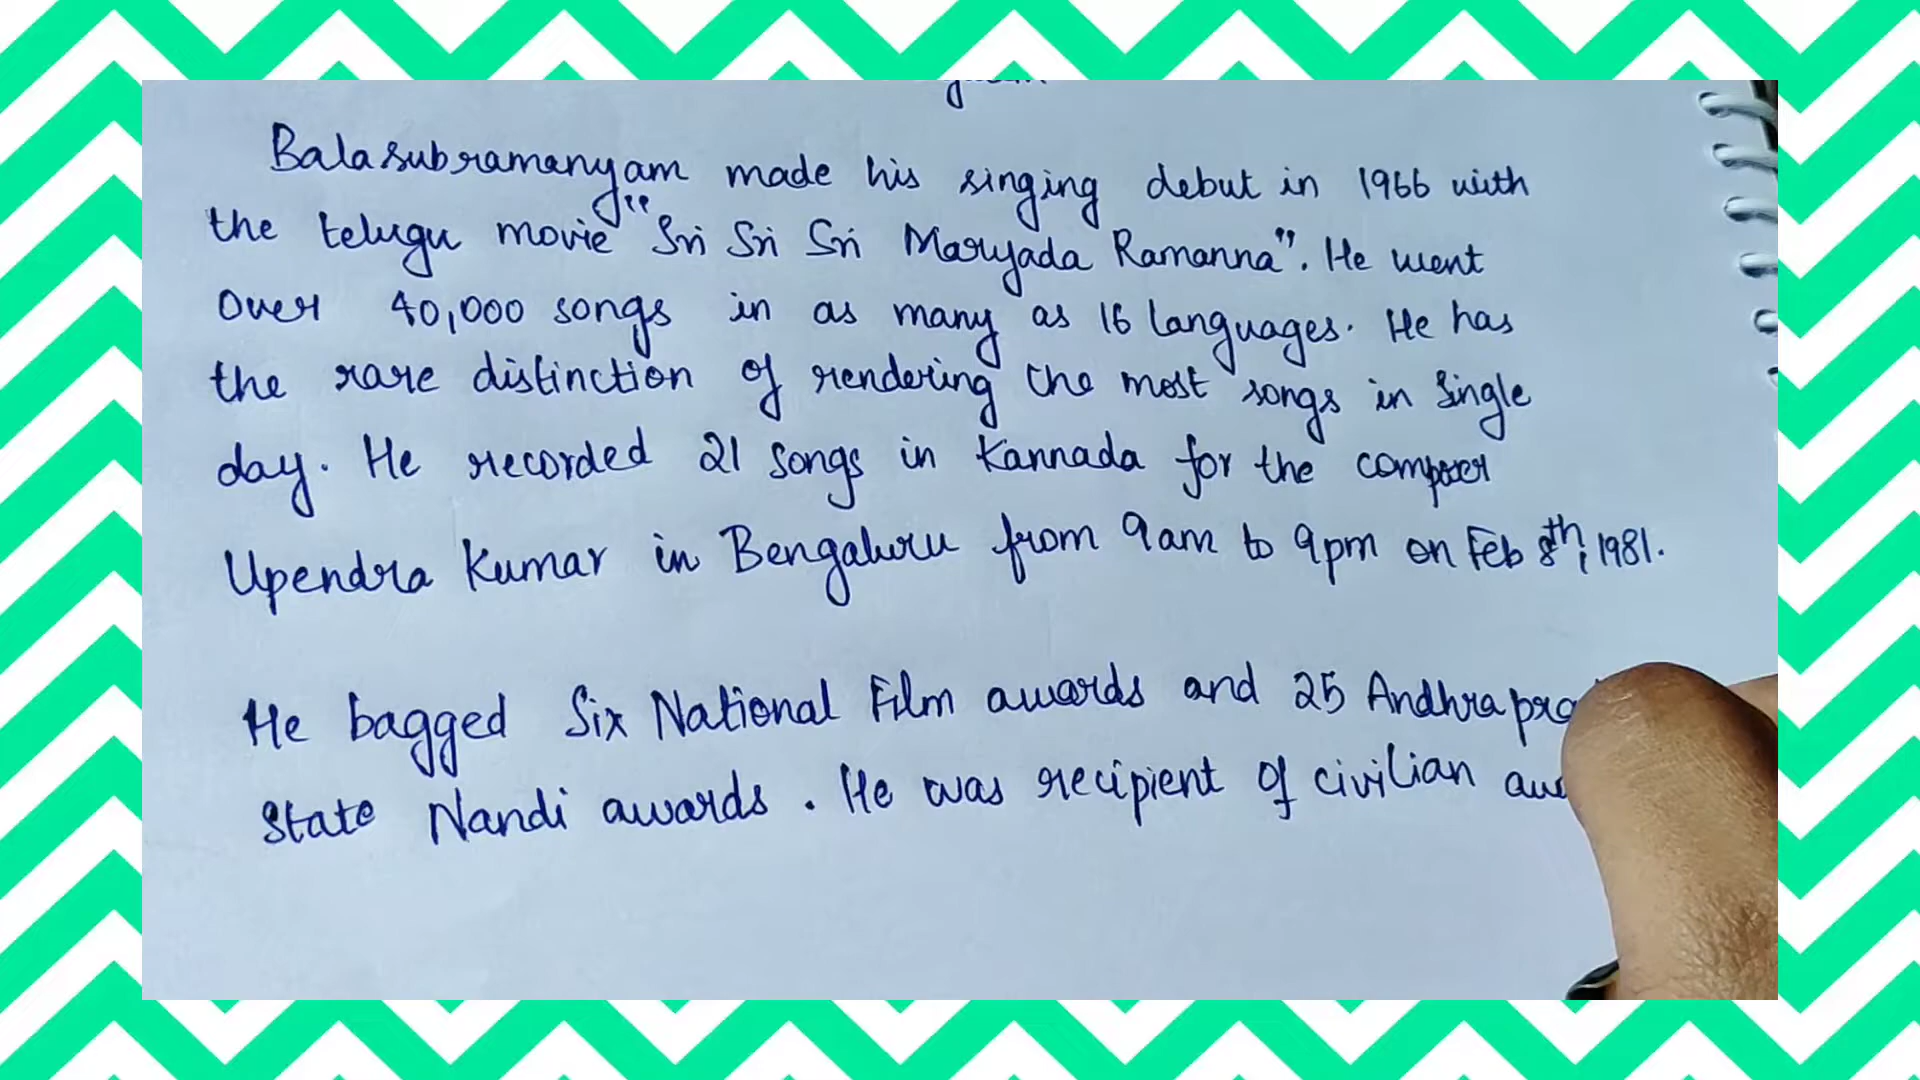 Balasubramanyam made his singing debut in 1966 with
the telugu movie "Sri Sri Sri Maryada Ramanna". He went
over 40,000 songs in as many as 16 languages. He has
the rare distinction of rendering the most songs in single
day. He recorded 21 songs in Kannada for the composer
Upendra Kumar in Bengaluru from 9am to 9pm on Feb 8th, 1981.
He bagged Six National Film awards and 25 Andhra
State Nandi awards. He was recipient of civilian